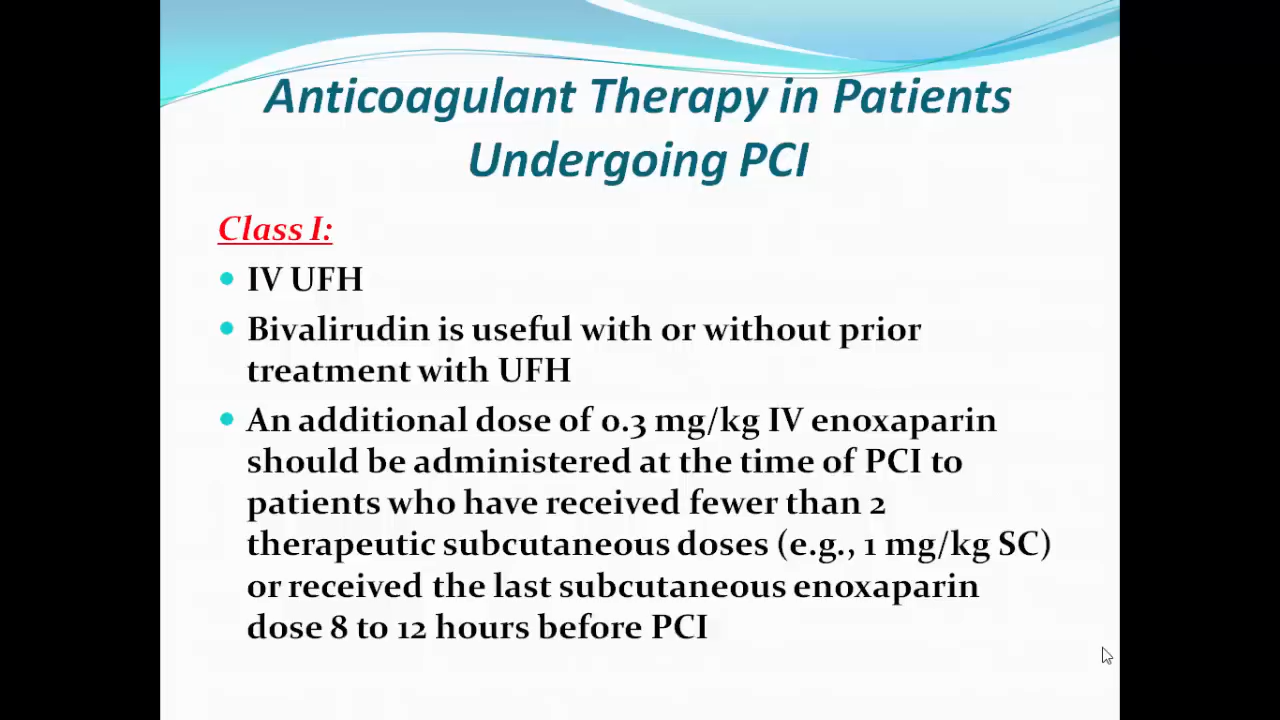 Anticoagulant Therapy in Patients
Undergoing PCI
Class I:
• IV UFH
• Bivalirudin is useful with or without prior
treatment with UFH
• An additional dose of 0.3 mg/kg IV enoxaparin
should be administered at the time of PCI to
patients who have received fewer than 2
therapeutic subcutaneous doses (e.g., 1 mg/kg SC)
or received the last subcutaneous enoxaparin
dose 8 to 12 hours before PCI